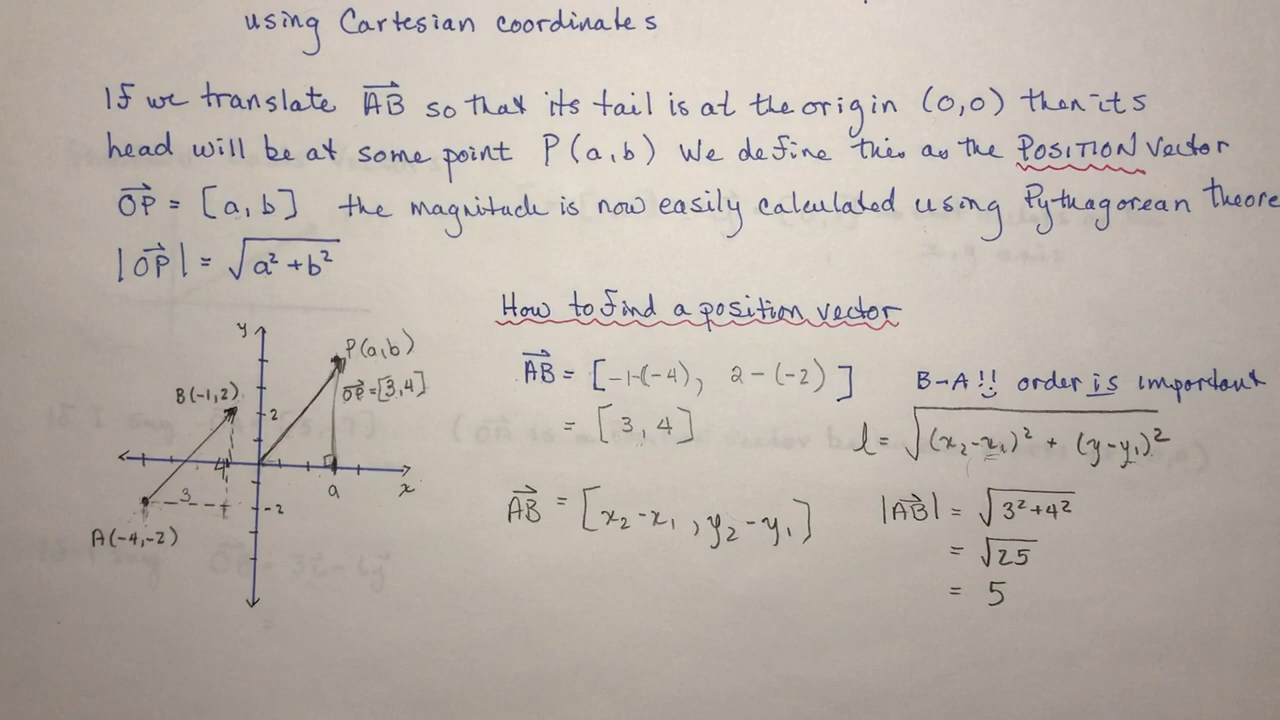 using Cartesian coordinates
If we translate AB so that its tail is at the origin (0,0) then its
head will be at some point P(a,b) We define this as the POSITION Vector
OP = [a,b] the magnitude is now easily calculated using Pythagorean theore
|OP| = √a²+b²
How to find a position vector
y
P(a,b)
OP=[3,4]
B(-1,2)
2
4
3
a
x
-2
A(-4,-2)
AB = [-1-(-4), 2-(-2)]
B-A!! order is important
= [3,4]
l = √(x₂-x₁)² + (y-y₁)²
AB = [x₂-x₁, y₂-y₁]
|AB| = √3²+4²
= √25
= 5